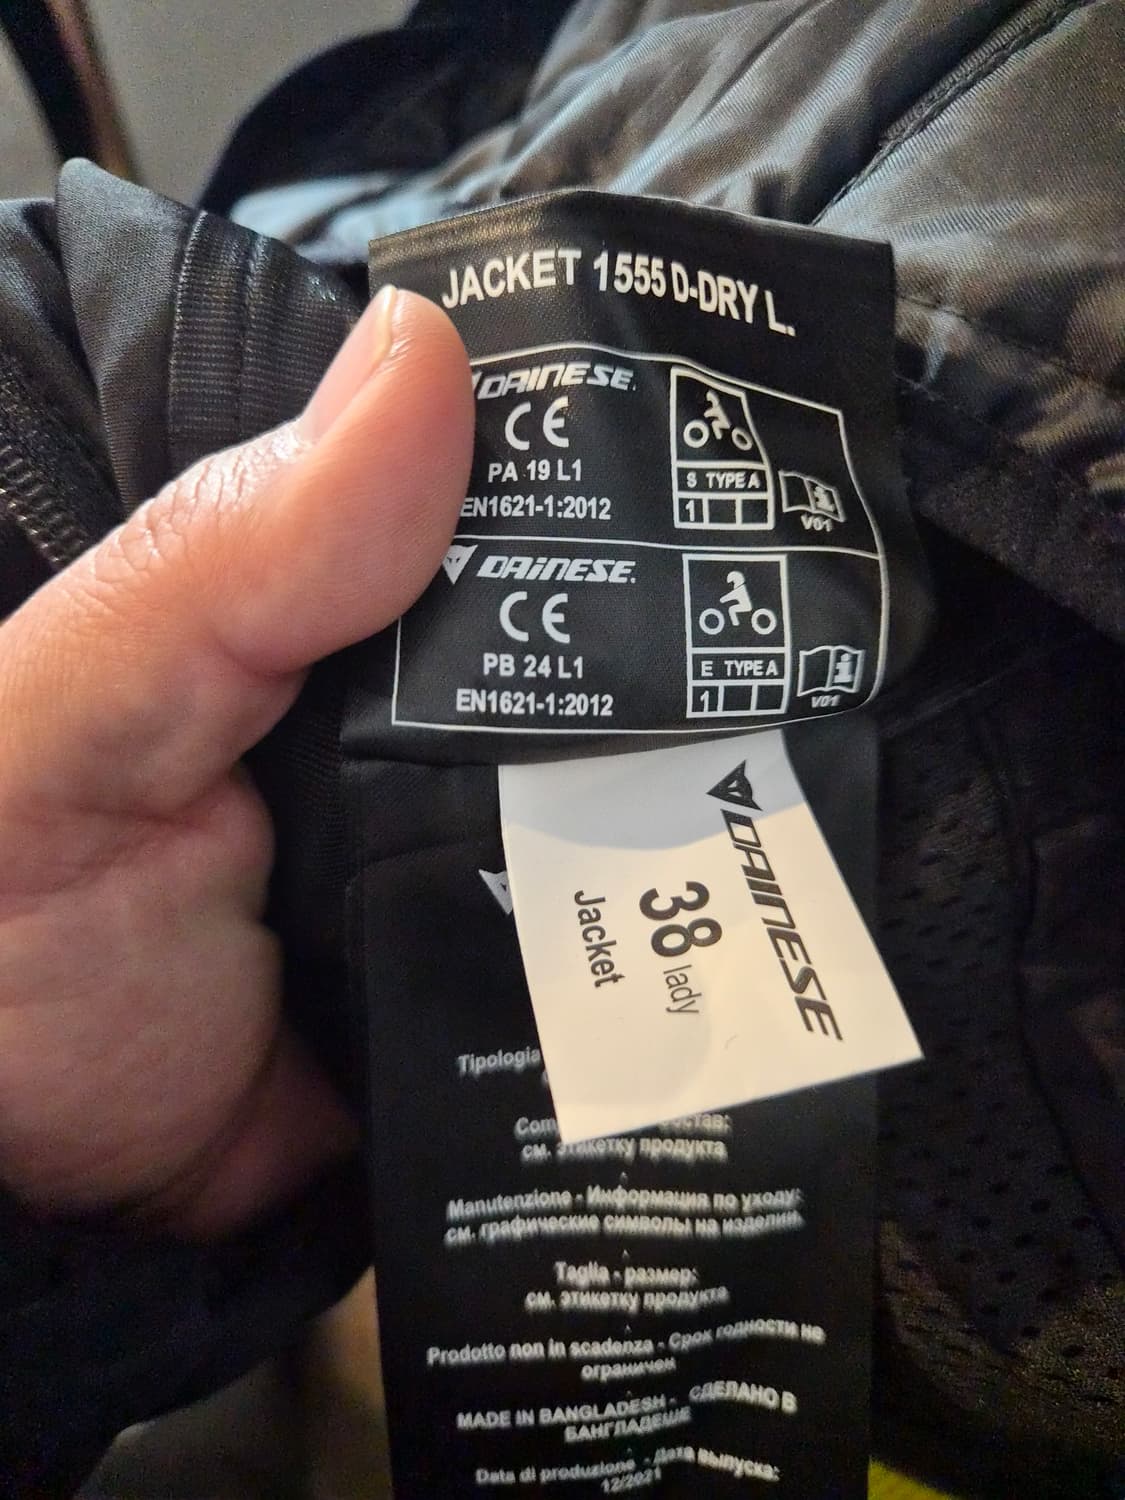 JACKET 1555 D-DRY L.
DAINESE.
CE
PA 19 L1
EN1621-1:2012
S TYPE A
1
i
V01
DAINESE.
CE
PB 24 L1
EN1621-1:2012
E TYPE A
1
i
V01
DAINESE
38 lady
Jacket
Tipologia
см. этикетку продукта
Manutenzione - Информация по уходу:
см. графические символы на изделии.
Taglia - размер:
см. этикетку продукта
Prodotto non in scadenza - Срок годности не
ограничен
MADE IN BANGLADESH - СДЕЛАНО В
БАНГЛАДЕШЕ
Data di produzione - Дата выпуска:
12/2021